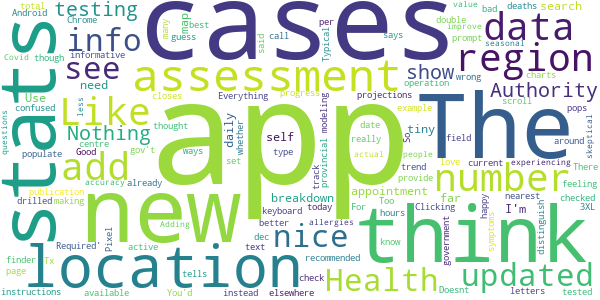 total
Android
Chrome
testing
many
map
best
guess
cases
call
says
per
Typical
double
prompt
improve
value
bad
deaths
seasonal
search
data
Covid though
informative
info
stats
see
need
closes
said
operation
wrong
charts
scroll
region
assessment
show
Authority
Use
confused
centre
Everything
progress
projections
example
pops
Like
Nothing
gov't
populate
Good
thought
ways
daily
whether
app
self
type
modeling
provincial
track
date
really
actual
So
The
tiny
trend
field
people
around
skeptical
less
questions
add
accuracy
already
set
breakdown
appointment
provide
far
number
love
current
experiencing
There
feeling
publication
making
drilled
new
today
For
Too
hours
know
think
Clicking
government
symptoms
happy
I'm
nearest
distinguish
checked
3XL
tested
Required
Pixel
Adding
active
dec
keyboard
better
allergies
text
nice
finder
page
Tx
location
tells
You'd
recommended
check
Health
updated
Doesnt
instructions
available
instead
elsewhere
letters